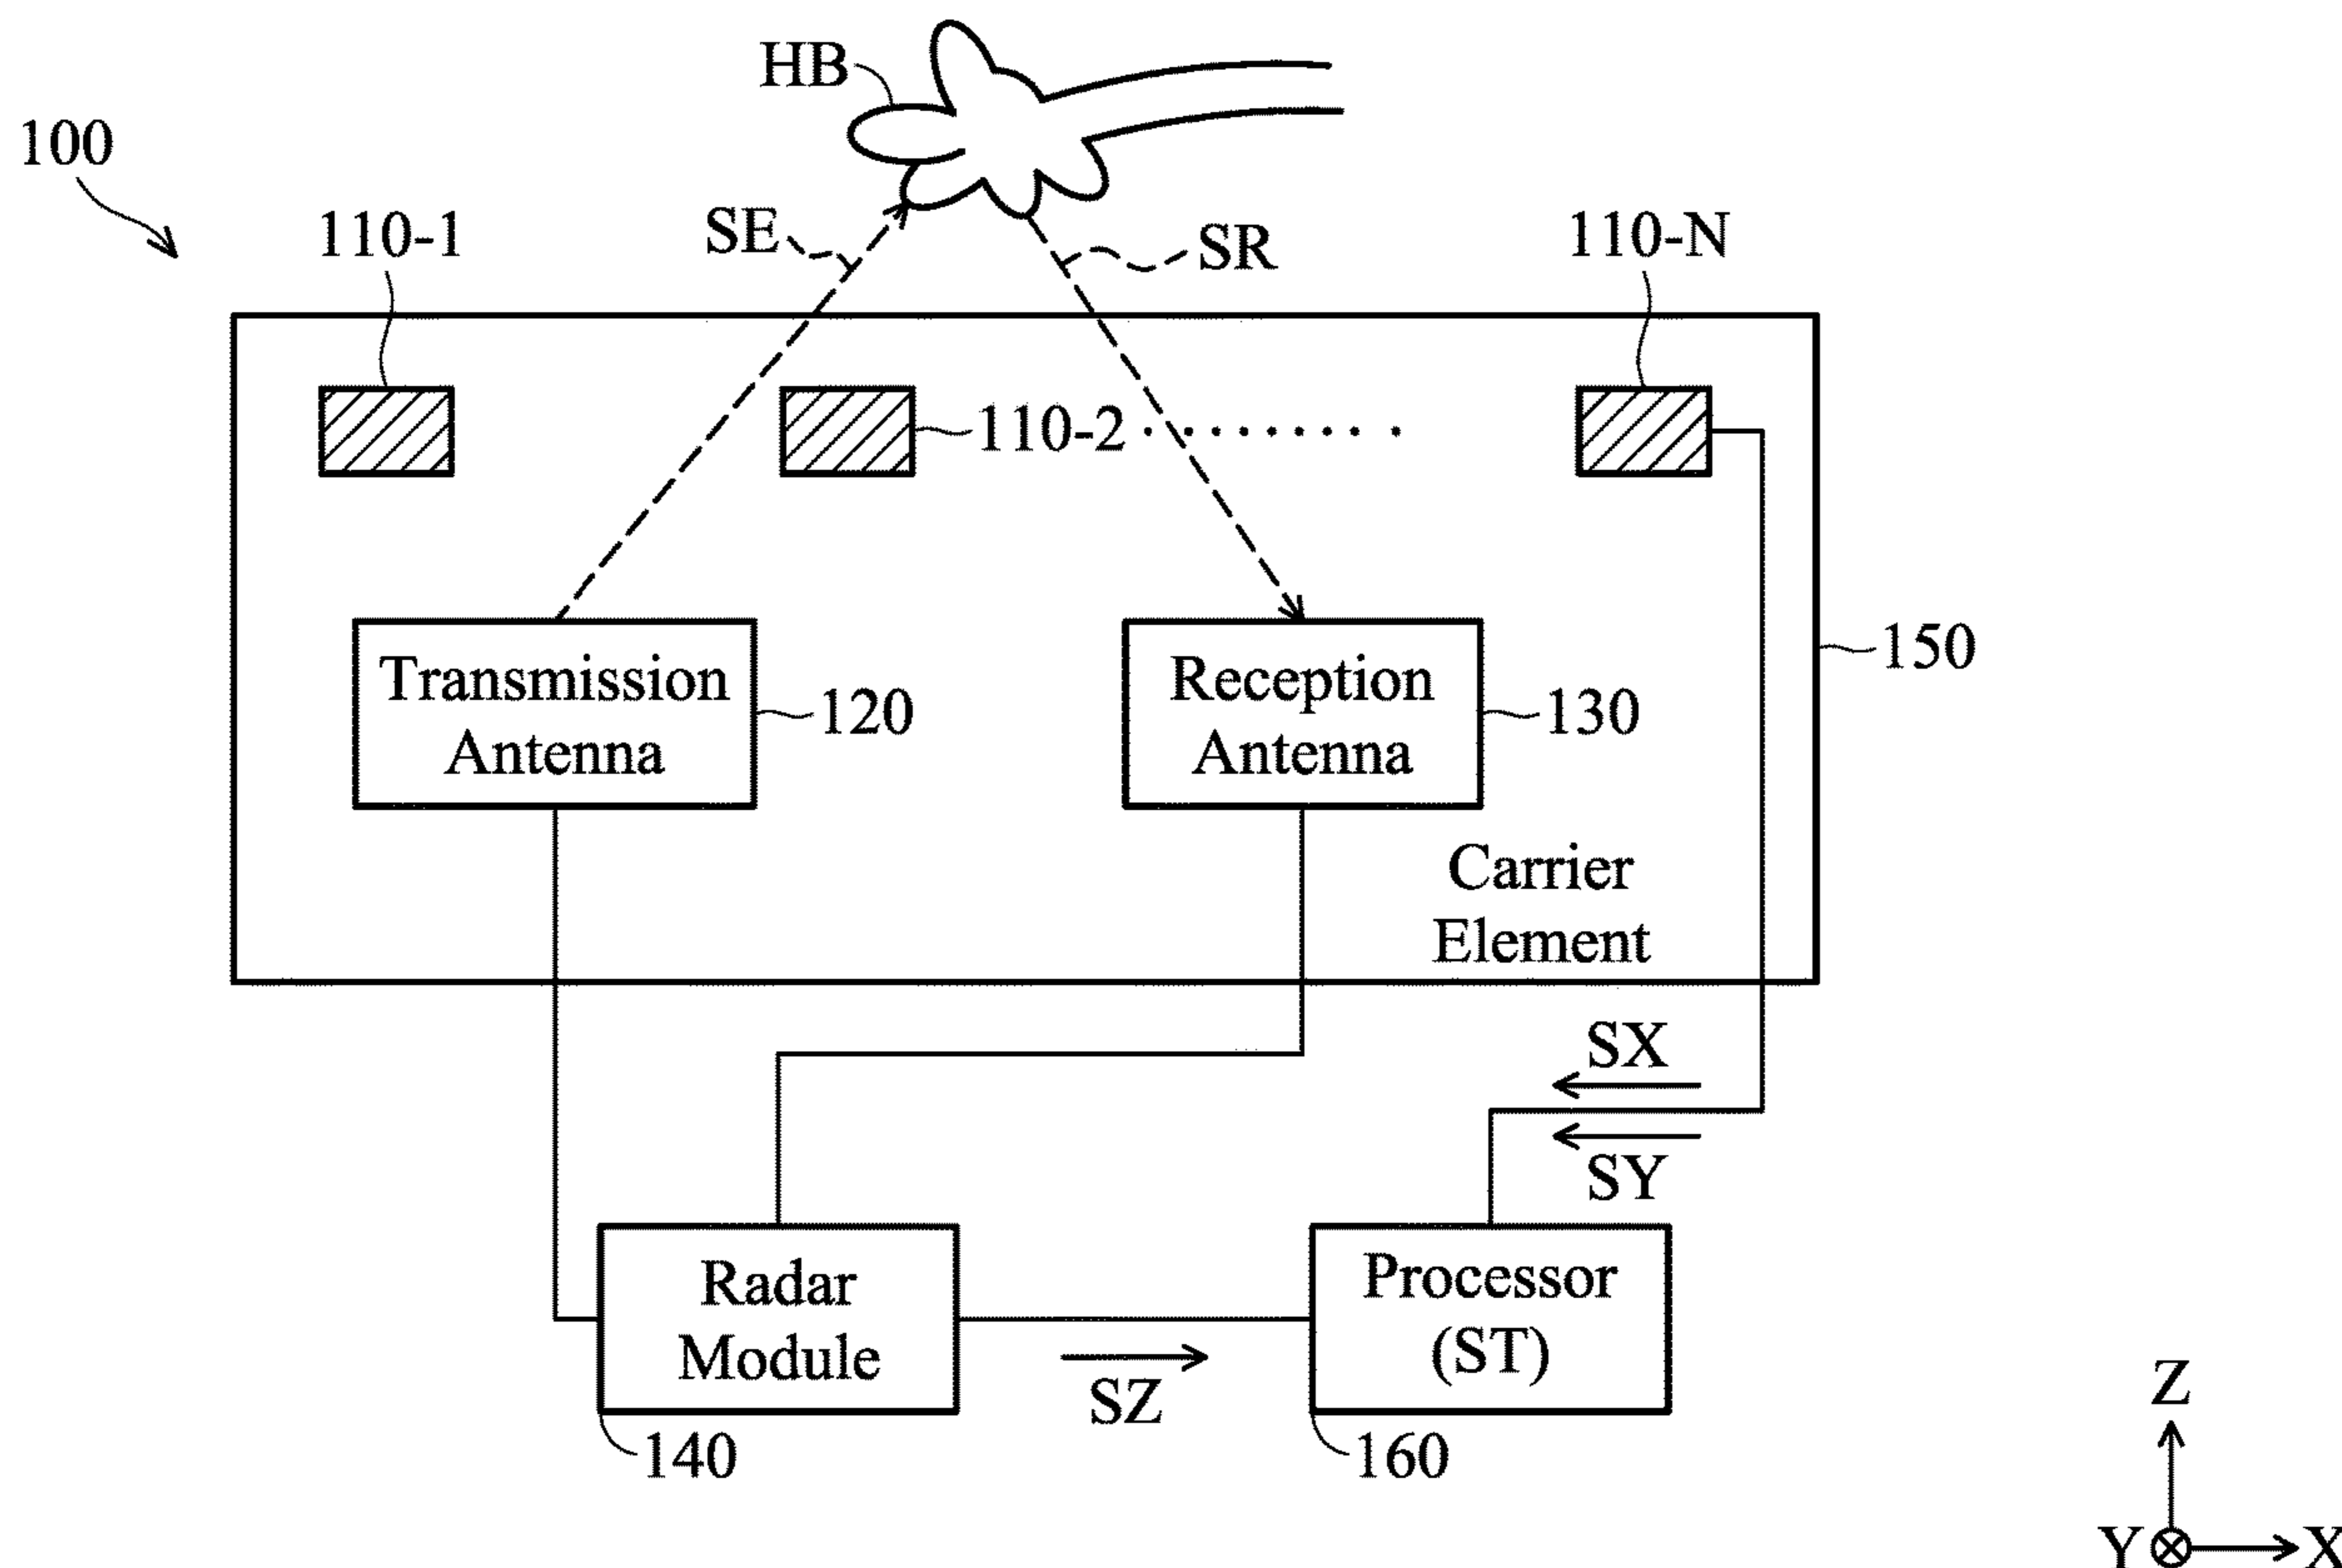 HB
100
110-1
SE
SR
110-N
110-2
150
Transmission
Antenna
120
Reception
Antenna
130
Carrier
Element
SX
SY
Radar
Module
Processor
(ST)
SZ
140
160
Z
Y
X